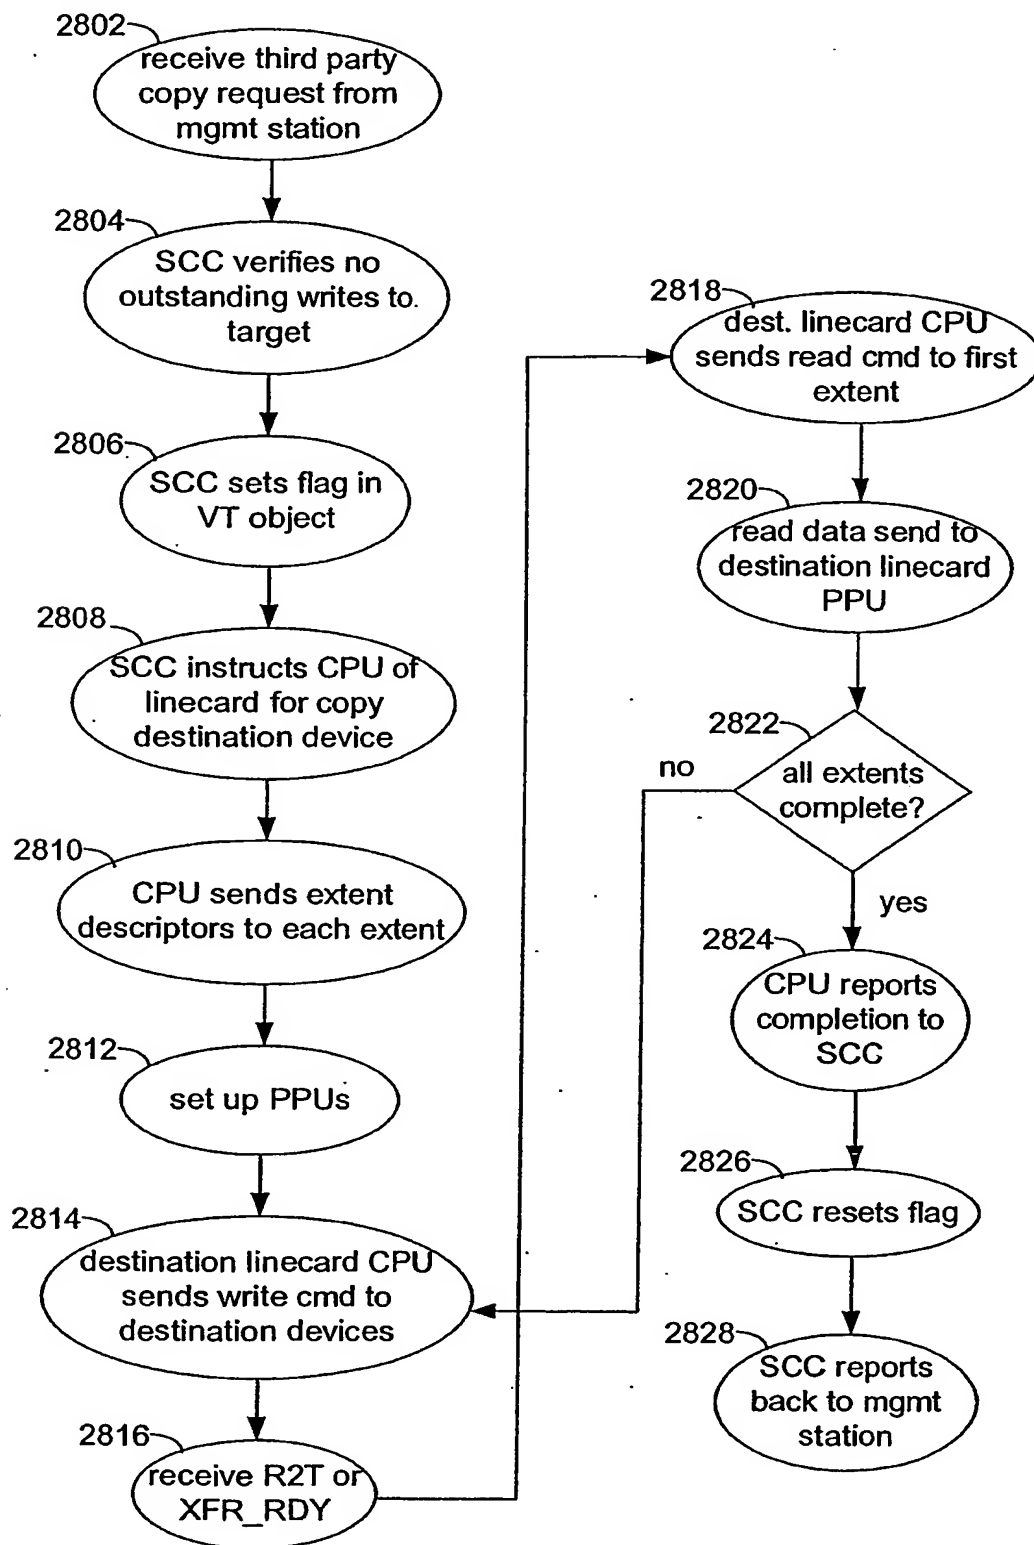 2802
receive third party
copy request from
mgmt station
2804
SCC verifies no
outstanding writes to.
target
2806
SCC sets flag in
VT object
2808
SCC instructs CPU of
linecard for copy
destination device
2810
CPU sends extent
descriptors to each extent
2812
set up PPUs
2814
destination linecard CPU
sends write cmd to
destination devices
2816
receive R2T or
XFR_RDY
2818
dest. linecard CPU
sends read cmd to first
extent
2820
read data send to
destination linecard
PPU
2822
all extents
complete?
no
yes
2824
CPU reports
completion to
SCC
2826
SCC resets flag
2828
SCC reports
back to mgmt
station